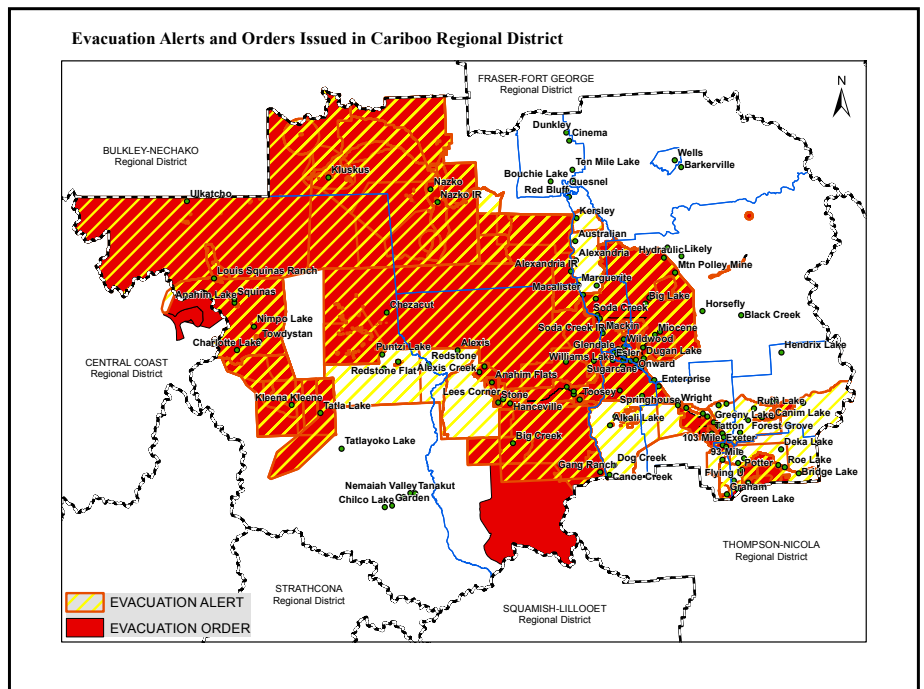 Evacuation Alerts and Orders Issued in Cariboo Regional District
FRASER-FORT GEORGE
Regional District
N
BULKLEY-NECHAKO
Regional District
Dunkley
Cinema
Wells
Barkerville
Ten Mile Lake
Bouchie Lake
Quesnel
Red Bluff
Kluskus
Nazko
Nazko IR
Ulkatcho
Kersley
Australian
Alexandria
Hydraulic
Likely
Alexandria IR
Mtn Polley Mine
Louis Squinas Ranch
Marguerite
Anahim Lake
Squinas
Macalister
Big Lake
Chezacut
Soda Creek
Horsefly
Black Creek
Nimpo Lake
Towdystan
Soda Creek IR
Mackin
Wildwood
Miocene
Charlotte Lake
Puntzi Lake
Alexis
Redstone
Glendale
Esler
Dugan Lake
Hendrix Lake
CENTRAL COAST
Regional District
Williams Lake
Onward
Redstone Flat
Alexis Creek
Sugarcane
Anahim Flats
Enterprise
Kleena Kleene
Tatla Lake
Lees Corner
Stone
Hanceville
Toosey
Springhouse
Wright
Ruth Lake
Greeny Lake
Canim Lake
Alkali Lake
Tatton
Forest Grove
Tatlayoko Lake
Big Creek
103 Mile
Exeter
Deka Lake
93-Mile
Dog Creek
Gang Ranch
Canoe Creek
Flying U
Potter
Roe Lake
Bridge Lake
Nemaiah Valley
Tanakut
Chilco Lake
Garden
Graham
Green Lake
THOMPSON-NICOLA
Regional District
STRATHCONA
Regional District
SQUAMISH-LILLOOET
Regional District
EVACUATION ALERT
EVACUATION ORDER